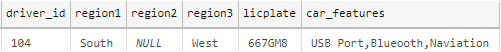 driver_id region1 region2 region3 licplate car_features
104 South NULL West 667GM8 USB Port,Blueooth,Naviation